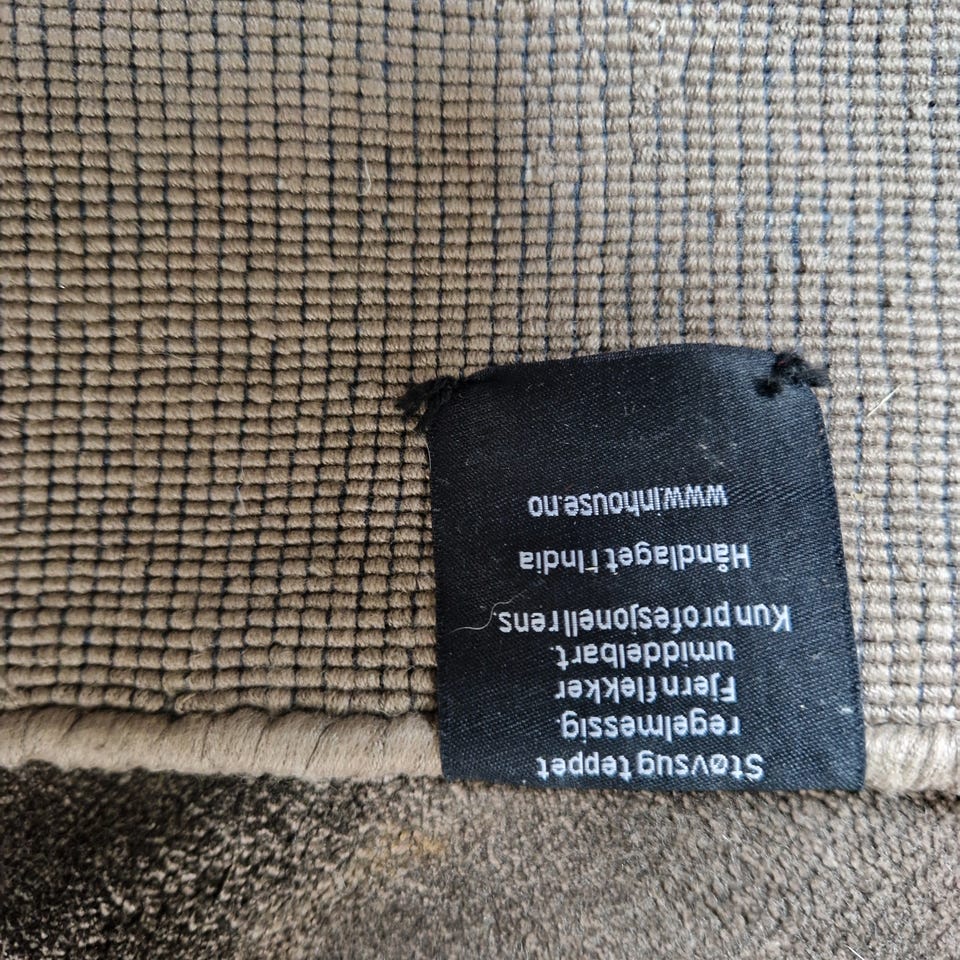 Støvsug teppet
regelmessig.
Fjern flekker
umiddelbart.
Kun profesjonell rens.
Håndlaget i India
www.inhouse.no